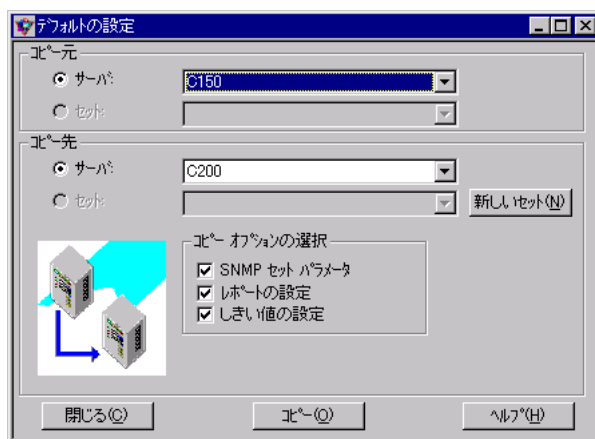 デフォルトの設定
コピー元
サーバ:
C150
セット:
コピー先
サーバ:
C200
セット:
新しいセット(N)
コピー オプションの選択
SNMP セット パラメータ
レポートの設定
しきい値の設定
閉じる(C)
コピー(O)
ヘルプ(H)